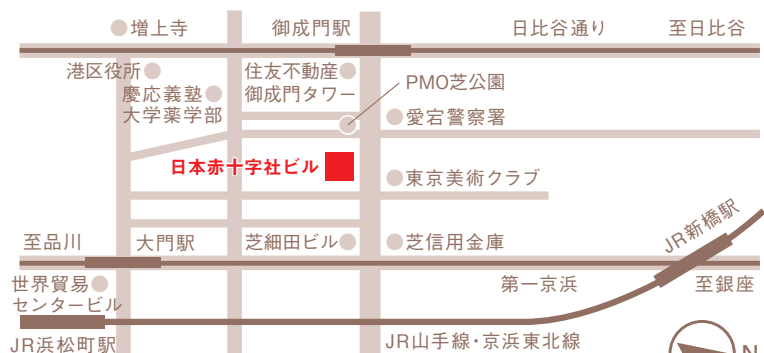 増上寺
御成門駅
日比谷通り
至日比谷
港区役所
住友不動産
御成門タワー
PMO芝公園
慶応義塾
大学薬学部
愛宕警察署
日本赤十字社ビル
東京美術クラブ
JR新橋駅
至品川
大門駅
芝細田ビル
芝信用金庫
世界貿易
センタービル
第一京浜
至銀座
JR浜松町駅
JR山手線・京浜東北線
N